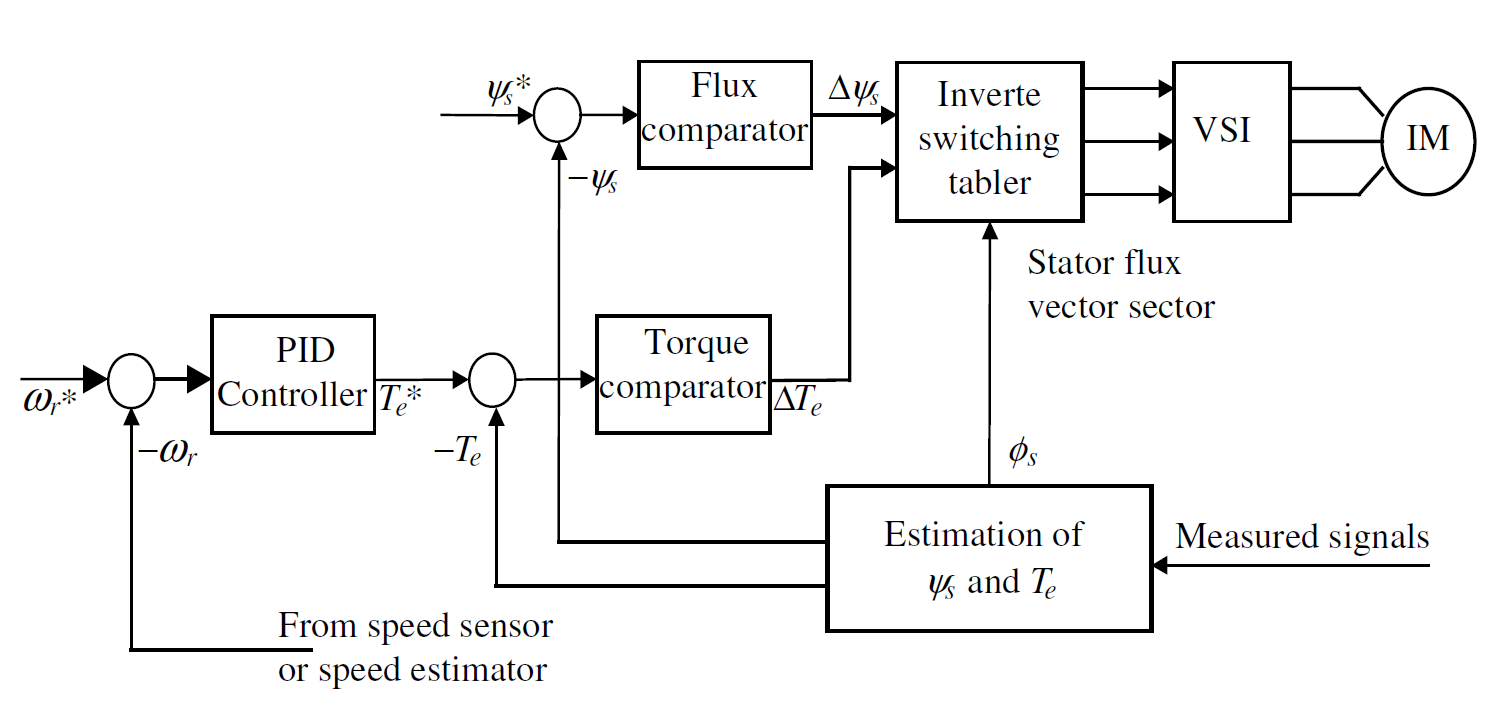 ψs*
Flux
comparator
Δψs
Inverte
switching
tabler
VSI
IM
−ψs
Stator flux
vector sector
PID
Controller
Torque
comparator
ωr*
Te*
ΔTe
−ωr
−Te
ϕs
Estimation of
ψs and Te
Measured signals
From speed sensor
or speed estimator